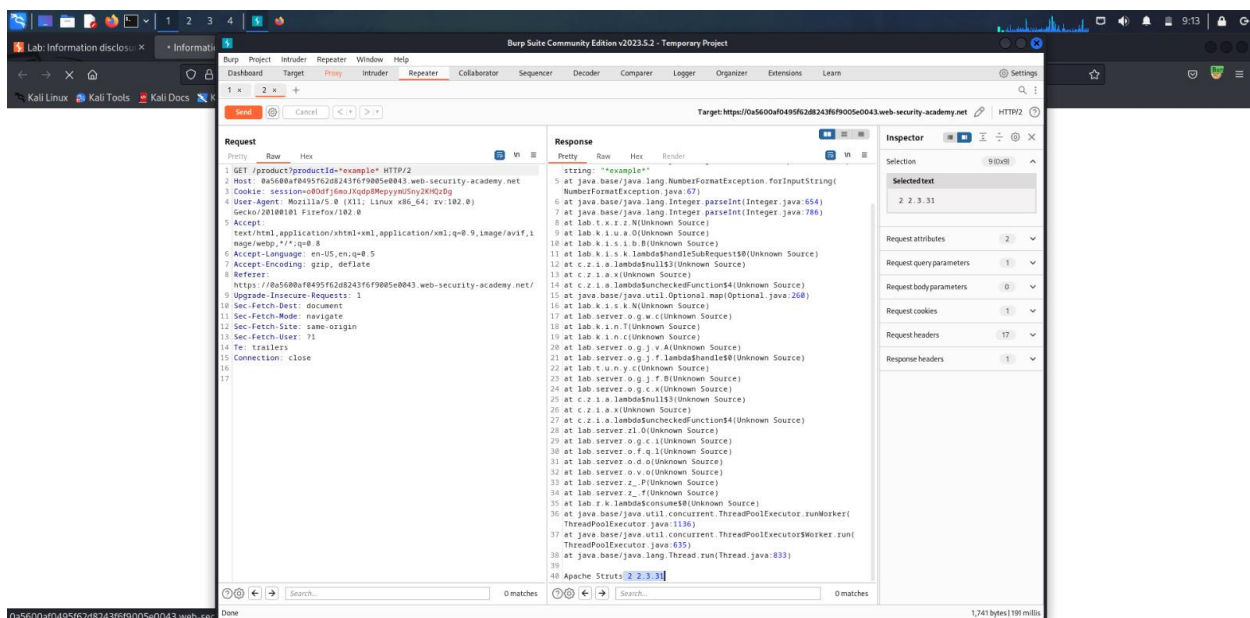 1 2 3 4
9:13
Lab: Information disclosu ×
Informati
Burp Suite Community Edition v2023.5.2 - Temporary Project
Burp Project Intruder Repeater Window Help
Dashboard Target Proxy Intruder Repeater Collaborator Sequencer Decoder Comparer Logger Organizer Extensions Learn
Settings
Kali Linux Kali Tools Kali Docs
1 × 2 × +
Send Cancel < >
Target: https://0a5600af0495f62d8243f6f9005e0043.web-security-academy.net HTTP/2
Request
Pretty Raw Hex
1 GET /product?productId="example" HTTP/2
2 Host: 0a5600af0495f62d8243f6f9005e0043.web-security-academy.net
3 Cookie: session=o0Odfj6moJXqdp8MepyymUSny2KHQzDg
4 User-Agent: Mozilla/5.0 (X11; Linux x86_64; rv:102.0)
Gecko/20100101 Firefox/102.0
5 Accept:
text/html,application/xhtml+xml,application/xml;q=0.9,image/avif,i
mage/webp,*/*;q=0.8
6 Accept-Language: en-US,en;q=0.5
7 Accept-Encoding: gzip, deflate
8 Referer:
https://0a5600af0495f62d8243f6f9005e0043.web-security-academy.net/
9 Upgrade-Insecure-Requests: 1
10 Sec-Fetch-Dest: document
11 Sec-Fetch-Mode: navigate
12 Sec-Fetch-Site: same-origin
13 Sec-Fetch-User: ?1
14 Te: trailers
15 Connection: close
16
17
Search...
0 matches
Response
Pretty Raw Hex Render
string: ""example""
5 at java.base/java.lang.NumberFormatException.forInputString(
NumberFormatException.java:67)
6 at java.base/java.lang.Integer.parseInt(Integer.java:654)
7 at java.base/java.lang.Integer.parseInt(Integer.java:786)
8 at lab.t.x.r.z.N(Unknown Source)
9 at lab.k.i.u.a.O(Unknown Source)
10 at lab.k.i.s.i.b.B(Unknown Source)
11 at lab.k.i.s.k.lambda$handleSubRequest$0(Unknown Source)
12 at c.z.i.a.lambda$null$3(Unknown Source)
13 at c.z.i.a.x(Unknown Source)
14 at c.z.i.a.lambda$uncheckedFunction$4(Unknown Source)
15 at java.base/java.util.Optional.map(Optional.java:260)
16 at lab.k.i.s.k.N(Unknown Source)
17 at lab.server.o.g.w.c(Unknown Source)
18 at lab.k.i.n.T(Unknown Source)
19 at lab.k.i.n.c(Unknown Source)
20 at lab.server.o.g.j.v.A(Unknown Source)
21 at lab.server.o.g.j.f.lambda$handle$0(Unknown Source)
22 at lab.t.u.n.y.c(Unknown Source)
23 at lab.server.o.g.j.f.B(Unknown Source)
24 at lab.server.o.g.c.x(Unknown Source)
25 at c.z.i.a.lambda$null$3(Unknown Source)
26 at c.z.i.a.x(Unknown Source)
27 at c.z.i.a.lambda$uncheckedFunction$4(Unknown Source)
28 at lab.server.zl.O(Unknown Source)
29 at lab.server.o.g.c.i(Unknown Source)
30 at lab.server.o.f.q.l(Unknown Source)
31 at lab.server.o.d.o(Unknown Source)
32 at lab.server.o.v.o(Unknown Source)
33 at lab.server.z_.P(Unknown Source)
34 at lab.server.z_.f(Unknown Source)
35 at lab.r.k.lambda$consume$0(Unknown Source)
36 at java.base/java.util.concurrent.ThreadPoolExecutor.runWorker(
ThreadPoolExecutor.java:1136)
37 at java.base/java.util.concurrent.ThreadPoolExecutor$Worker.run(
ThreadPoolExecutor.java:635)
38 at java.base/java.lang.Thread.run(Thread.java:833)
39
40 Apache Struts 2 2.3.31
Search...
0 matches
Inspector
Selection 9 (0x9)
Selected text
2 2.3.31
Request attributes 2
Request query parameters 1
Request body parameters 0
Request cookies 1
Request headers 17
Response headers 1
0a5600af0495f62d8243f6f9005e0043.web-sec
Done
1,741 bytes | 191 millis